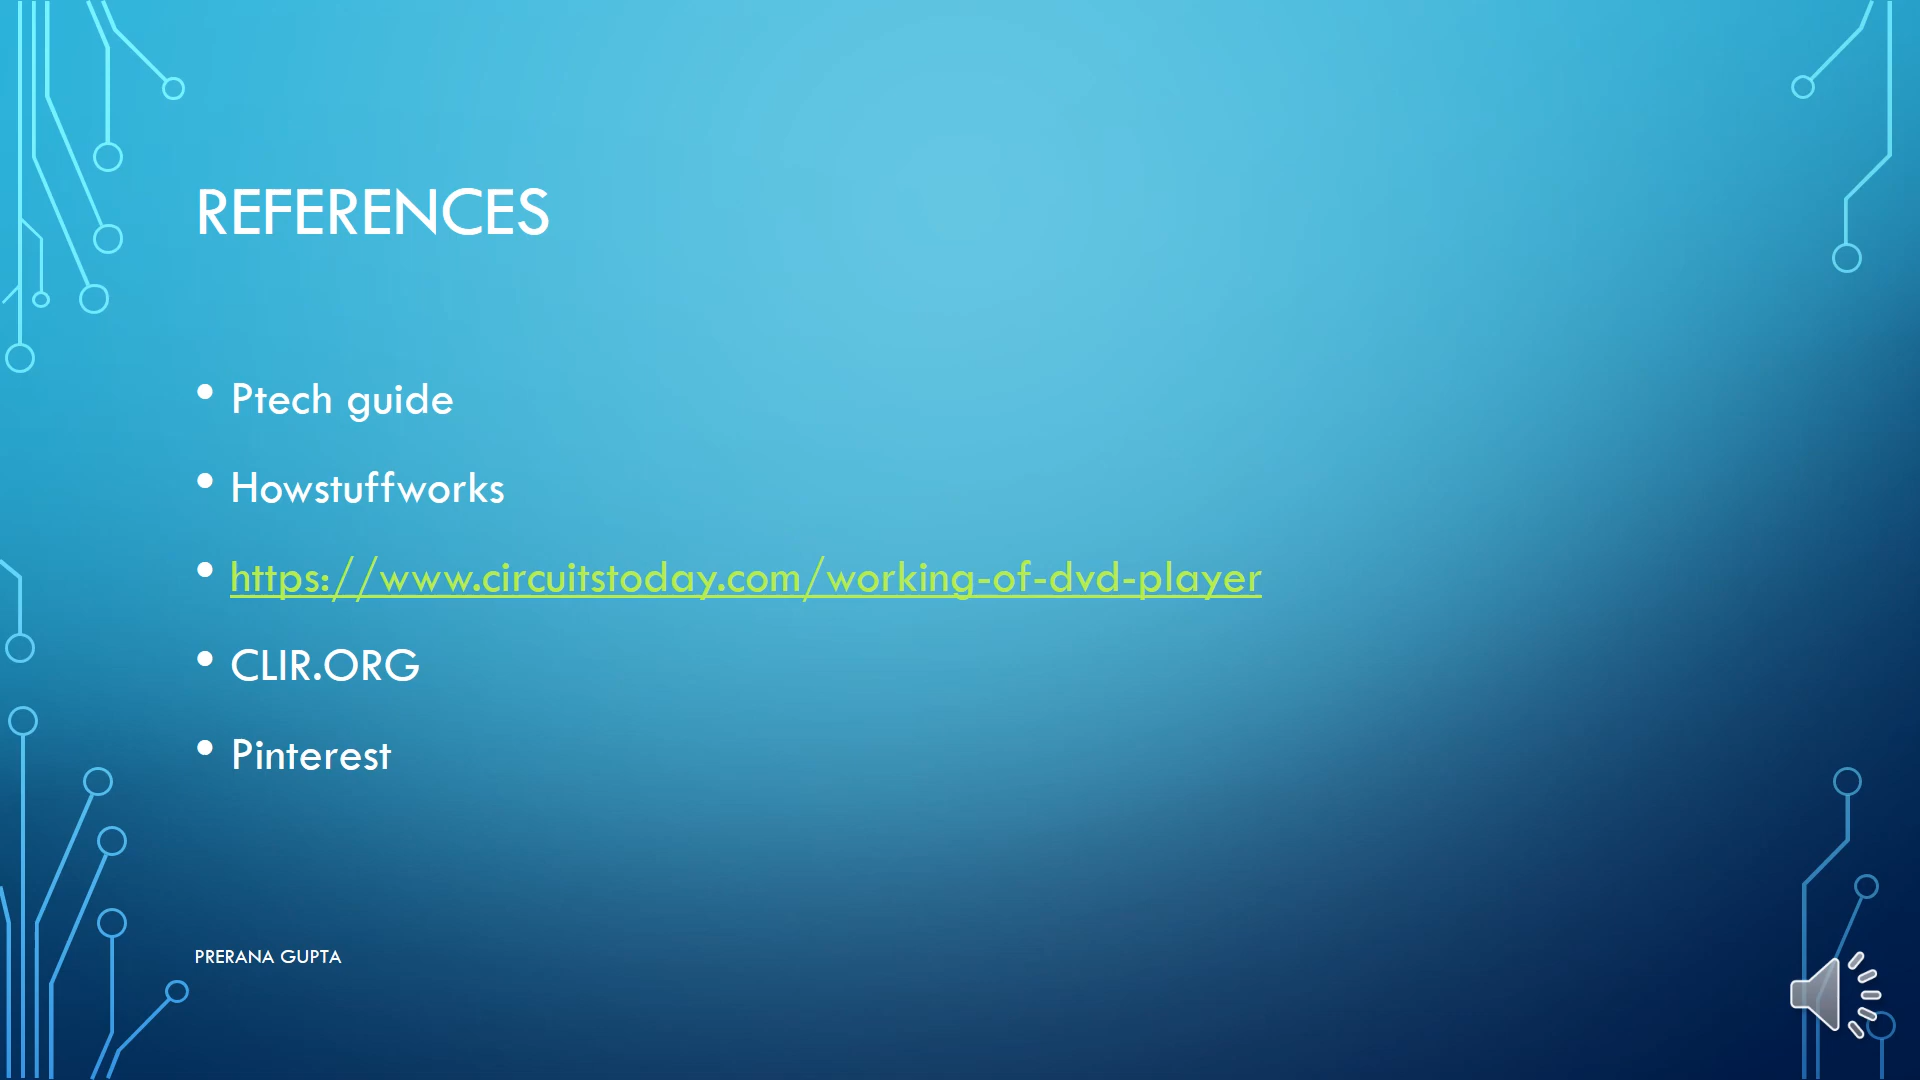 REFERENCES
• Ptech guide
• Howstuffworks
• https://www.circuitstoday.com/working-of-dvd-player
• CLIR.ORG
• Pinterest
PRERANA GUPTA